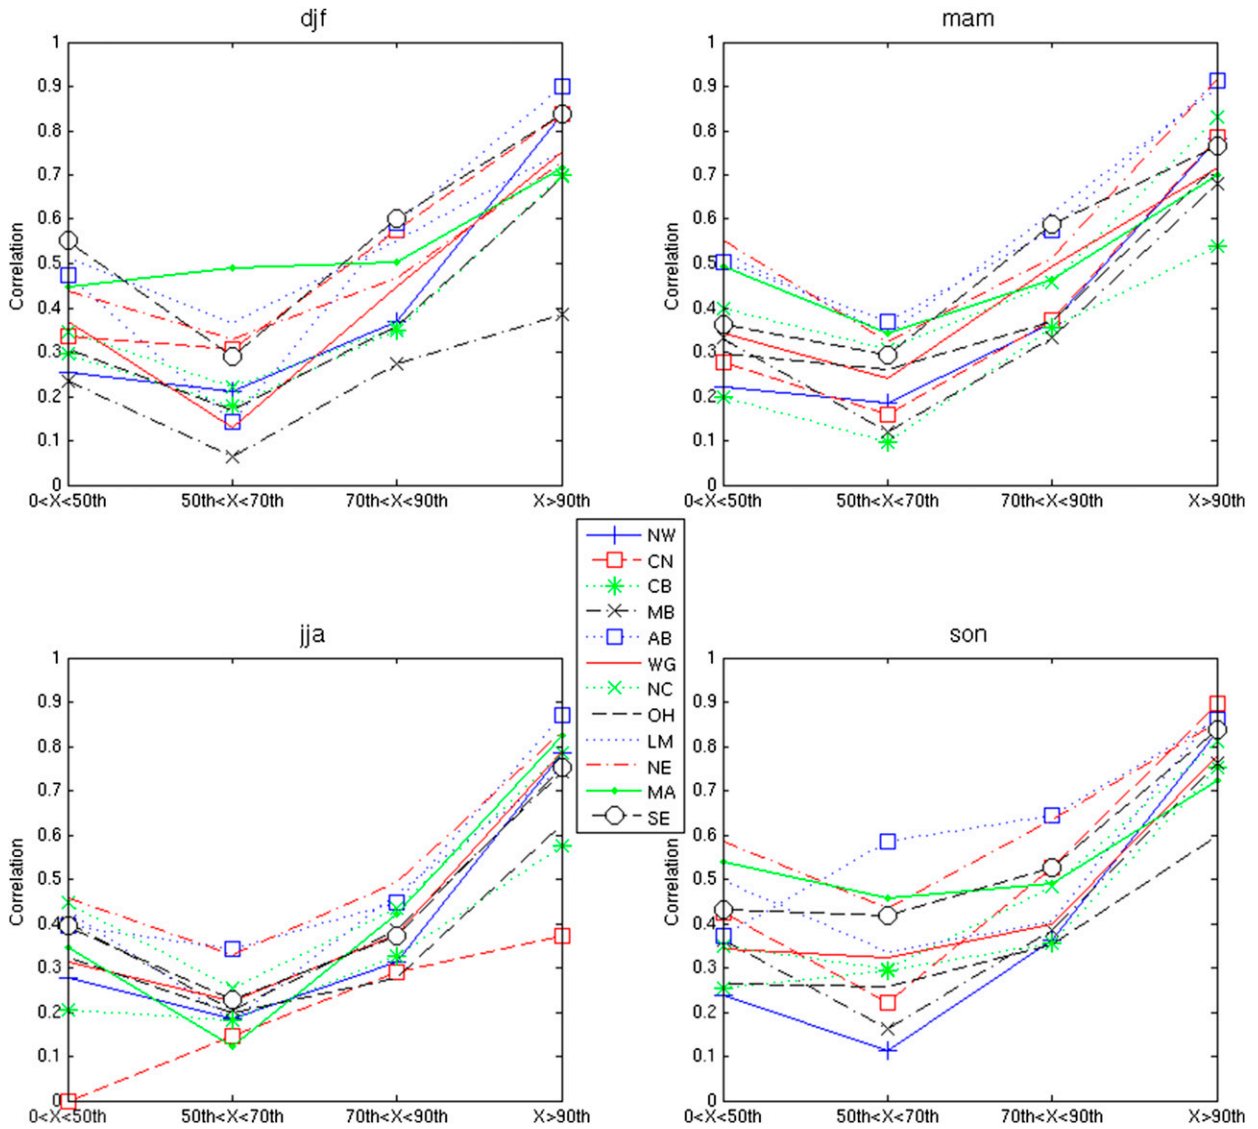 djf
1
0.9
0.8
0.7
0.6
0.5
0.4
0.3
0.2
0.1
0
Correlation
0<X<50th 50th<X<70th 70th<X<90th X>90th
mam
1
0.9
0.8
0.7
0.6
0.5
0.4
0.3
0.2
0.1
0
Correlation
0<X<50th 50th<X<70th 70th<X<90th X>90th
NW
CN
CB
MB
AB
WG
NC
OH
LM
NE
MA
SE
jja
1
0.9
0.8
0.7
0.6
0.5
0.4
0.3
0.2
0.1
0
Correlation
0<X<50th 50th<X<70th 70th<X<90th X>90th
son
1
0.9
0.8
0.7
0.6
0.5
0.4
0.3
0.2
0.1
0
Correlation
0<X<50th 50th<X<70th 70th<X<90th X>90th